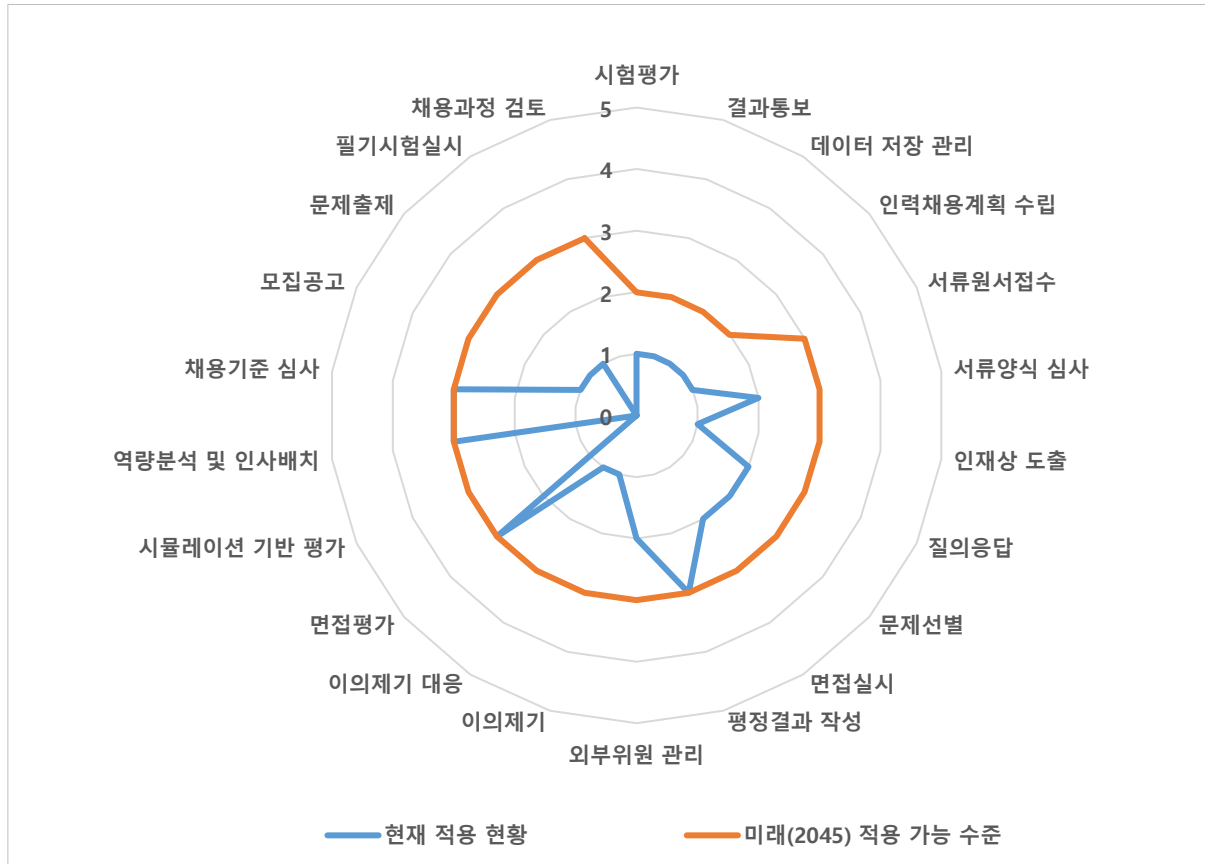 시험평가
결과통보
데이터 저장 관리
인력채용계획 수립
서류원서접수
서류양식 심사
인재상 도출
질의응답
문제선별
면접실시
평정결과 작성
외부위원 관리
이의제기
이의제기 대응
면접평가
시뮬레이션 기반 평가
역량분석 및 인사배치
채용기준 심사
모집공고
문제출제
필기시험실시
채용과정 검토
5
4
3
2
1
0
현재 적용 현황
미래(2045) 적용 가능 수준